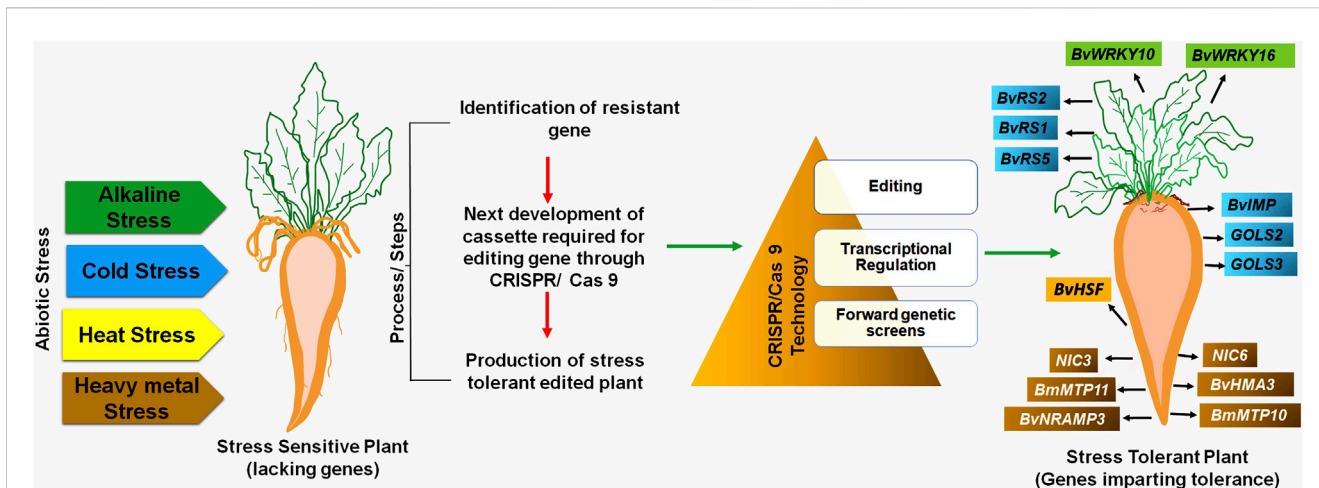 Abiotic Stress
Alkaline
Stress
Cold Stress
Heat Stress
Heavy metal
Stress
Stress Sensitive Plant
(lacking genes)
Process/ Steps
Identification of resistant
gene
Next development of
cassette required for
editing gene through
CRISPR/ Cas 9
Production of stress
tolerant edited plant
CRISPR/Cas 9
Technology
Editing
Transcriptional
Regulation
Forward genetic
screens
BvWRKY10
BvWRKY16
BvRS2
BvRS1
BvRS5
BvIMP
GOLS2
GOLS3
BvHSF
NIC3
NIC6
BmMTP11
BvHMA3
BvNRAMP3
BmMTP10
Stress Tolerant Plant
(Genes imparting tolerance)